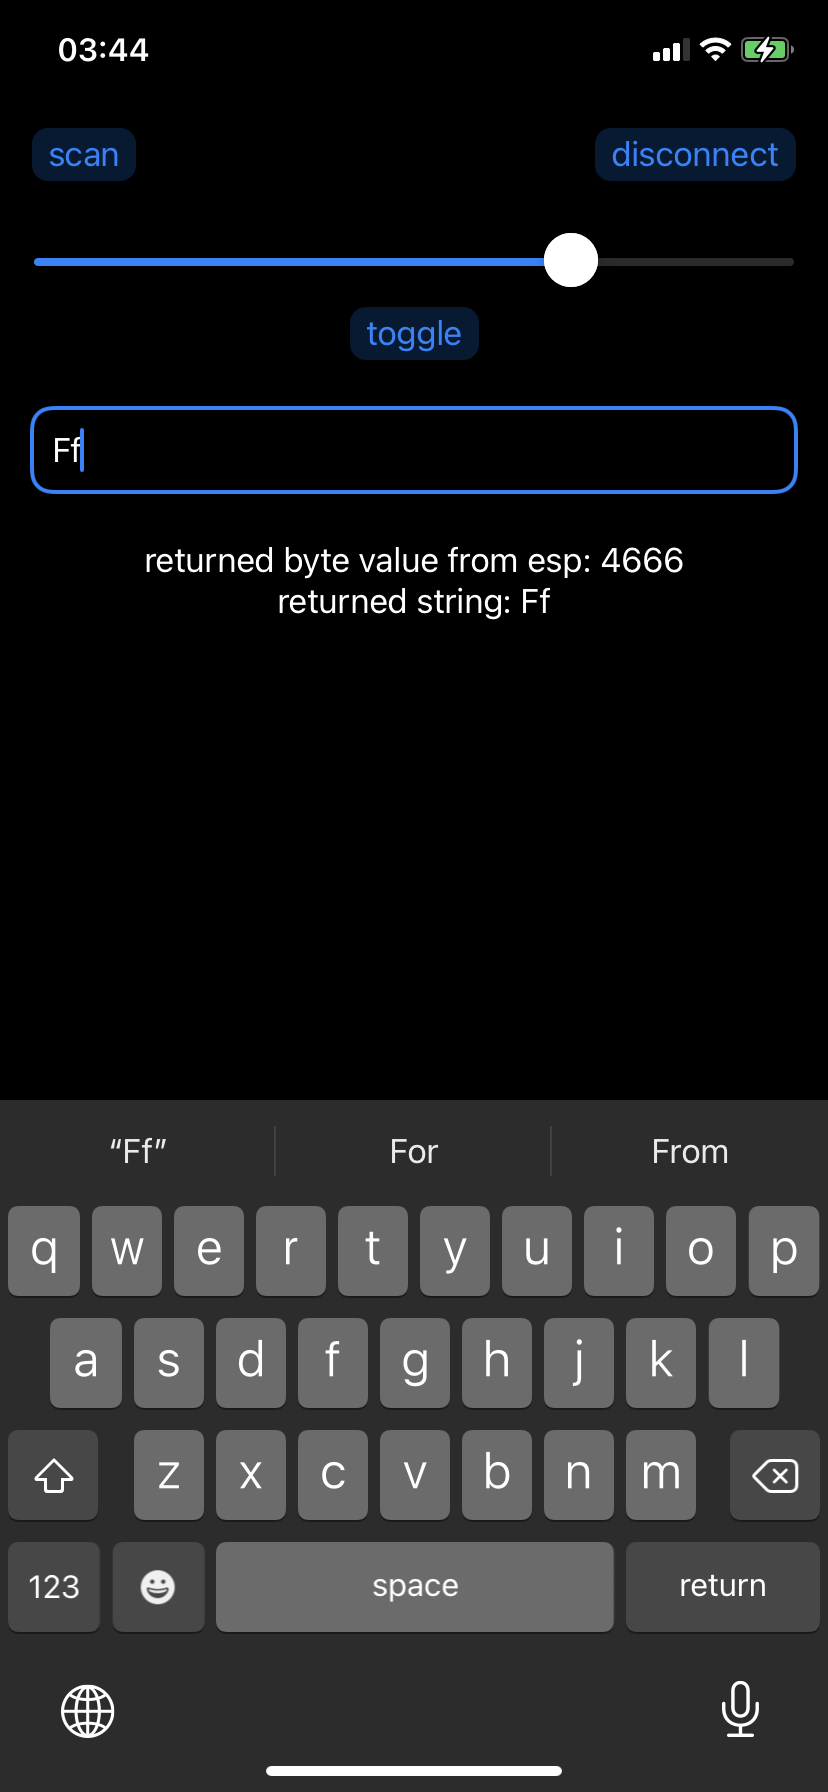 03:44
scan
disconnect
toggle
Ff
returned byte value from esp: 4666
returned string: Ff
“Ff”
For
From
q w e r t y u i o p
a s d f g h j k l
z x c v b n m
123
space
return